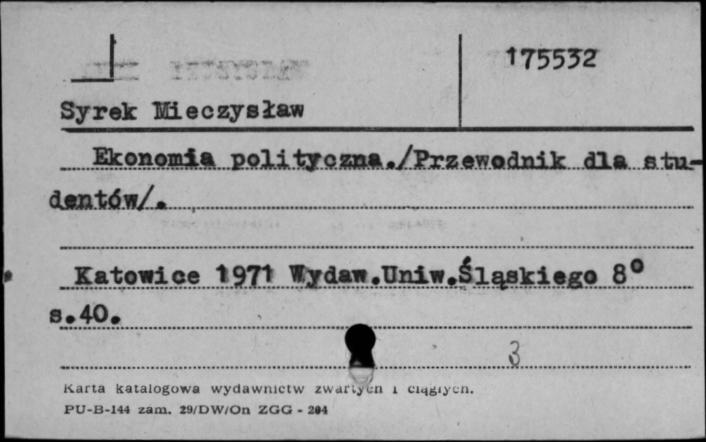 175532
Syrek Mieczysław
Ekonomia polityczna./Przewodnik dla stu-
dentów/.
Katowice 1971 Wydaw.Uniw.Śląskiego 8°
s.40.
3
Karta katalogowa wydawnictw zwartych i ciągłych.
PU-B-144 zam. 29/DW/On ZGG - 204